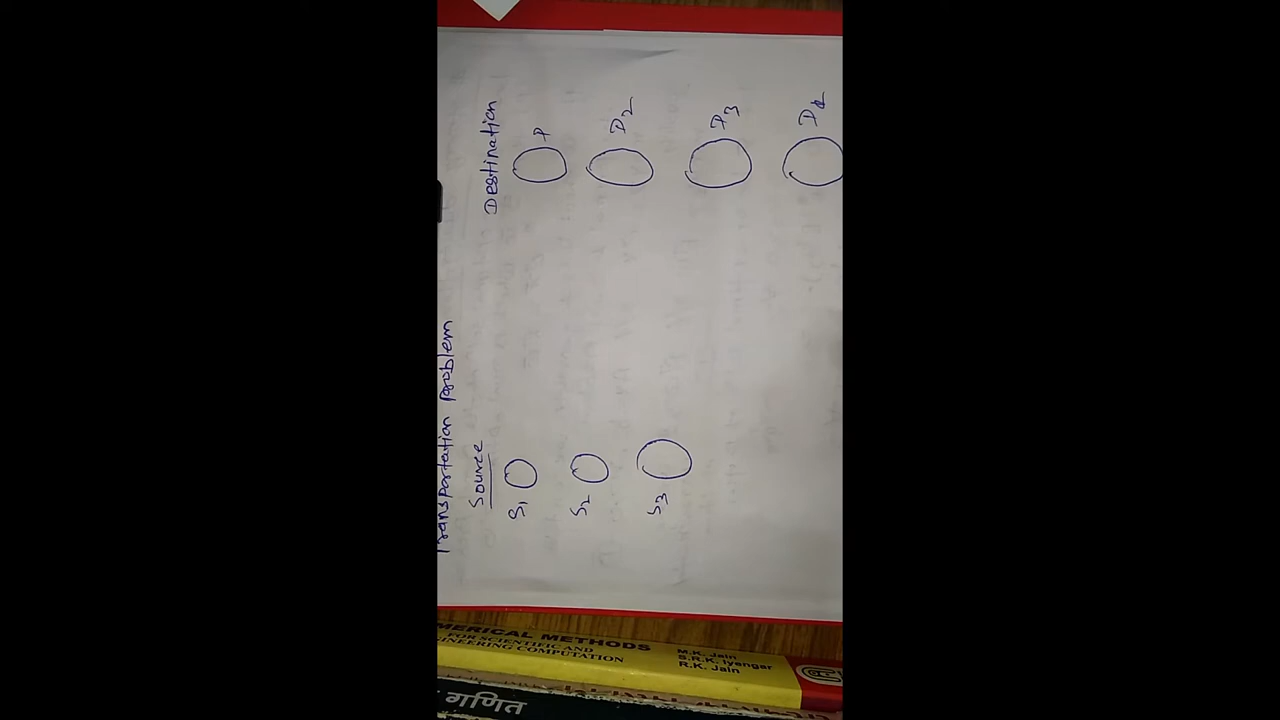 Transportation Problem
Source
Destination
S1
D
S2
D2
S3
D3
D4
MERICAL METHODS
FOR SCIENTIFIC AND
GINEERING COMPUTATION
M.K. Jain
S.R.K. Iyengar
R.K. Jain
गणित